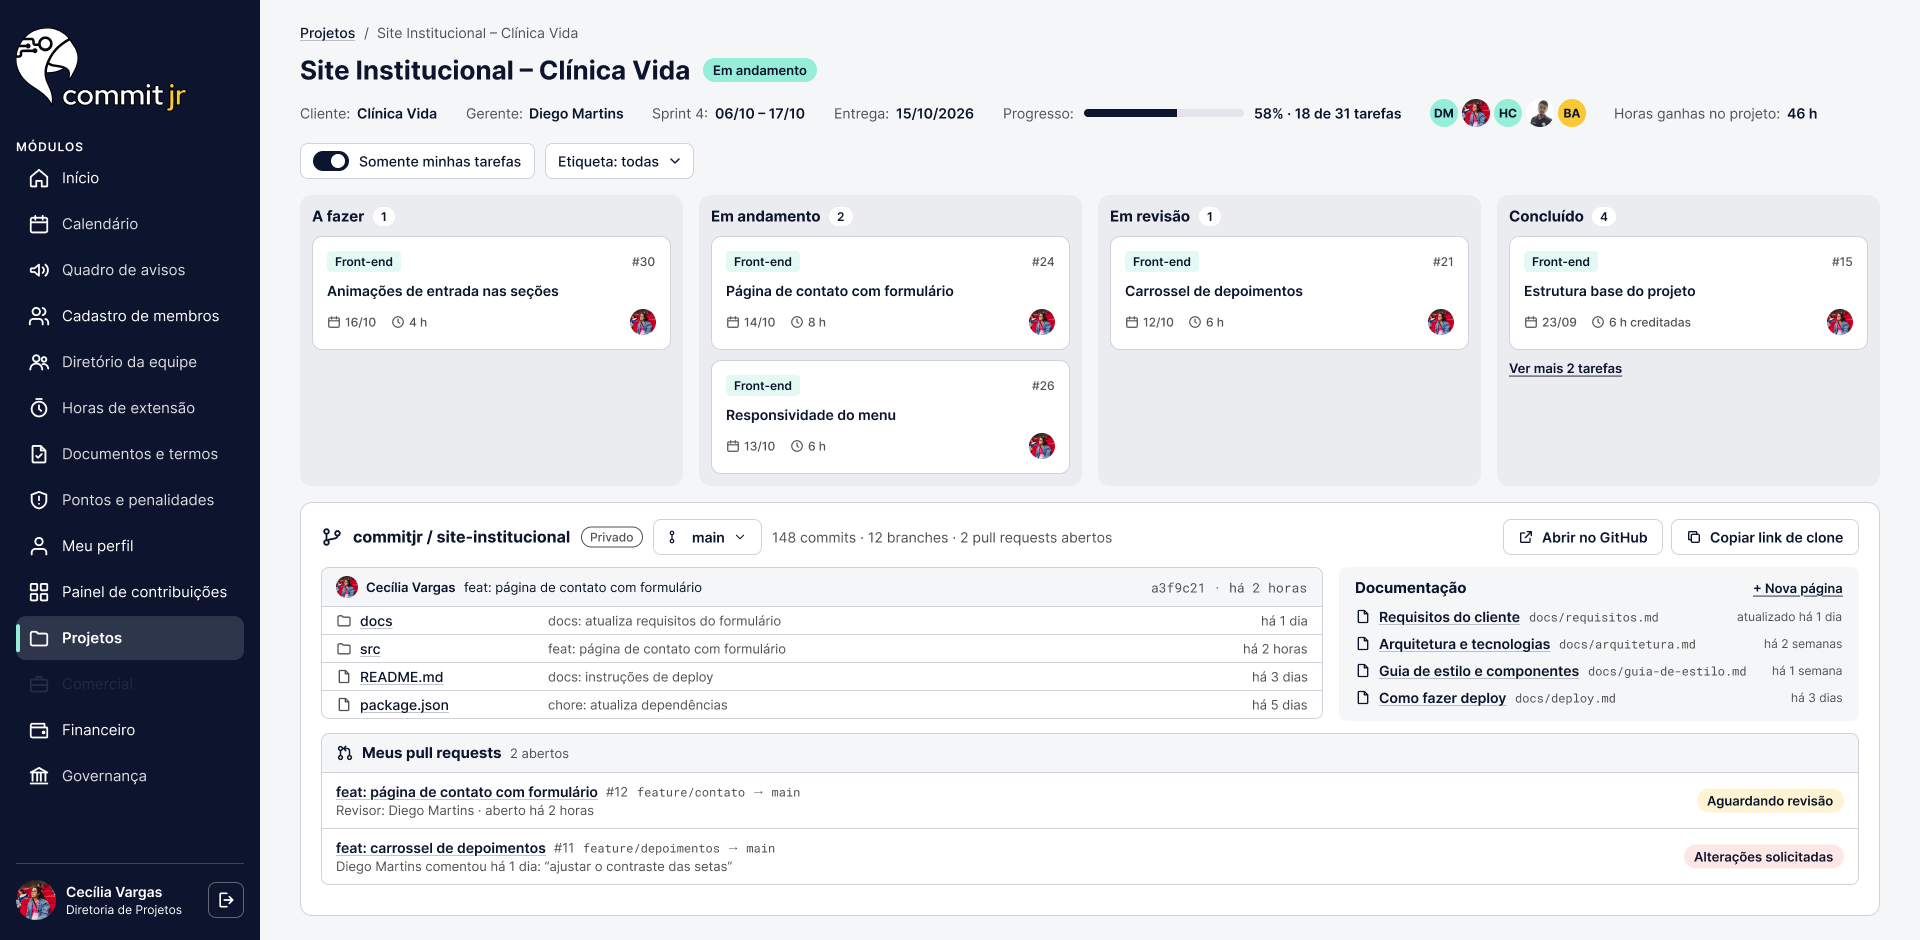 commit jr
MÓDULOS
Início
Calendário
Quadro de avisos
Cadastro de membros
Diretório da equipe
Horas de extensão
Documentos e termos
Pontos e penalidades
Meu perfil
Painel de contribuições
Projetos
Comercial
Financeiro
Governança
Cecília Vargas
Diretoria de Projetos
Projetos / Site Institucional – Clínica Vida
Site Institucional – Clínica Vida Em andamento
Cliente: Clínica Vida Gerente: Diego Martins Sprint 4: 06/10 – 17/10 Entrega: 15/10/2026 Progresso: 58% · 18 de 31 tarefas DM HC BA Horas ganhas no projeto: 46 h
Somente minhas tarefas Etiqueta: todas
A fazer 1
Front-end #30
Animações de entrada nas seções
16/10 4 h
Em andamento 2
Front-end #24
Página de contato com formulário
14/10 8 h
Front-end #26
Responsividade do menu
13/10 6 h
Em revisão 1
Front-end #21
Carrossel de depoimentos
12/10 6 h
Concluído 4
Front-end #15
Estrutura base do projeto
23/09 6 h creditadas
Ver mais 2 tarefas
commitjr / site-institucional Privado main 148 commits · 12 branches · 2 pull requests abertos Abrir no GitHub Copiar link de clone
Cecília Vargas feat: página de contato com formulário a3f9c21 · há 2 horas
docs docs: atualiza requisitos do formulário há 1 dia
src feat: página de contato com formulário há 2 horas
README.md docs: instruções de deploy há 3 dias
package.json chore: atualiza dependências há 5 dias
Documentação + Nova página
Requisitos do cliente docs/requisitos.md atualizado há 1 dia
Arquitetura e tecnologias docs/arquitetura.md há 2 semanas
Guia de estilo e componentes docs/guia-de-estilo.md há 1 semana
Como fazer deploy docs/deploy.md há 3 dias
Meus pull requests 2 abertos
feat: página de contato com formulário #12 feature/contato → main
Revisor: Diego Martins · aberto há 2 horas
Aguardando revisão
feat: carrossel de depoimentos #11 feature/depoimentos → main
Diego Martins comentou há 1 dia: “ajustar o contraste das setas”
Alterações solicitadas